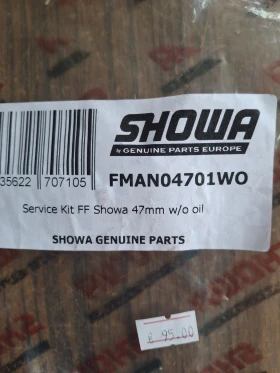 SHOWA
by GENUINE PARTS EUROPE
35622 707105
FMAN04701WO
Service Kit FF Showa 47mm w/o oil
SHOWA GENUINE PARTS
£ 95.00